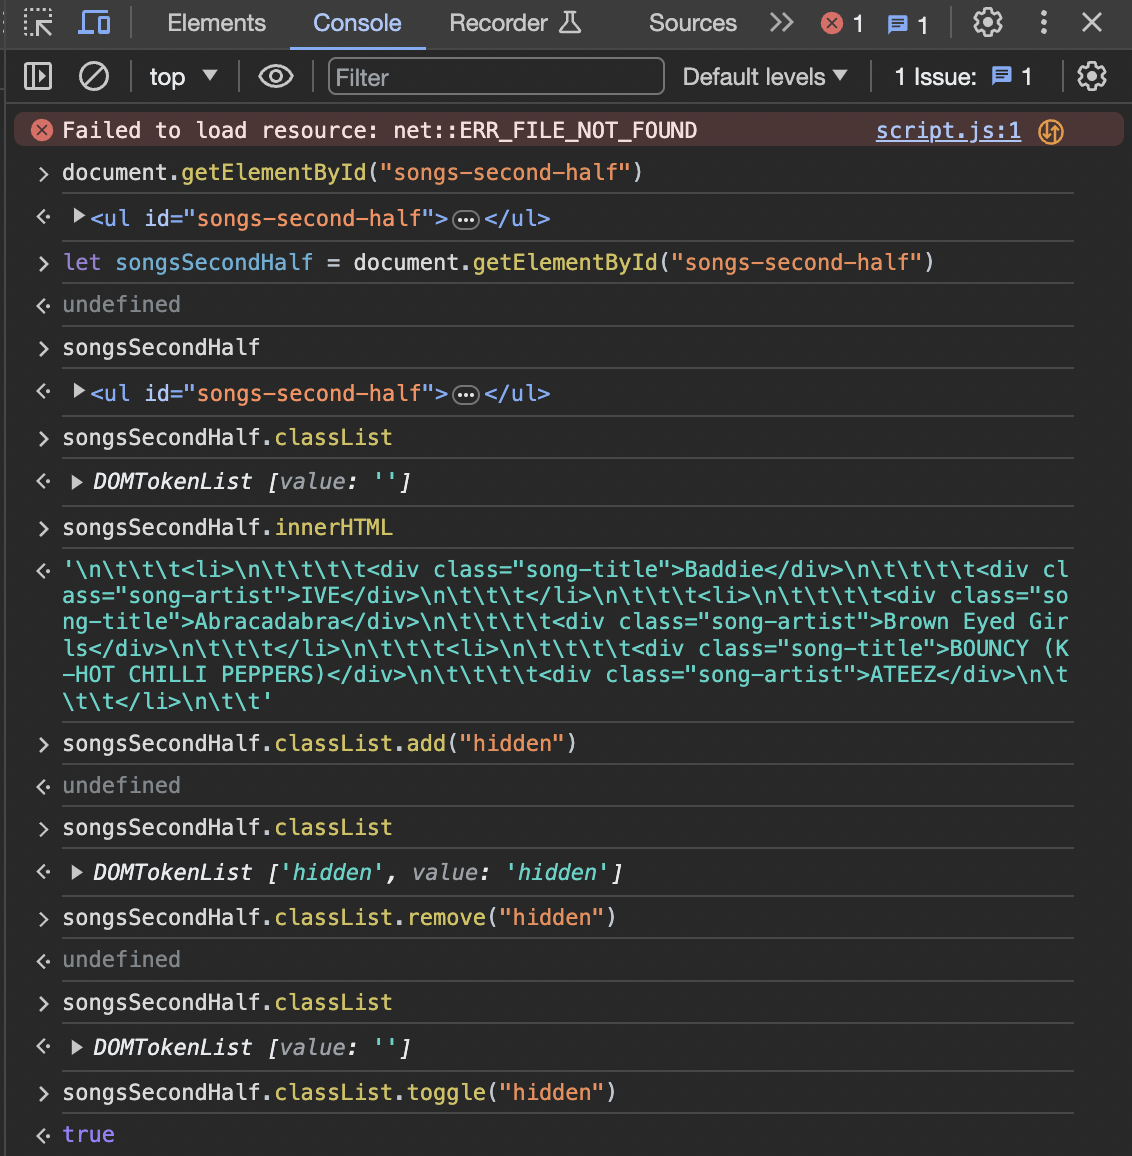 Elements Console Recorder Sources 1 1
top Filter Default levels 1 Issue: 1
Failed to load resource: net::ERR_FILE_NOT_FOUND script.js:1
document.getElementById("songs-second-half")
<ul id="songs-second-half">…</ul>
let songsSecondHalf = document.getElementById("songs-second-half")
undefined
songsSecondHalf
<ul id="songs-second-half">…</ul>
songsSecondHalf.classList
DOMTokenList [value: '']
songsSecondHalf.innerHTML
'\n\t\t\t<li>\n\t\t\t\t<div class="song-title">Baddie</div>\n\t\t\t\t<div cl
ass="song-artist">IVE</div>\n\t\t\t</li>\n\t\t\t<li>\n\t\t\t\t<div class="so
ng-title">Abracadabra</div>\n\t\t\t\t<div class="song-artist">Brown Eyed Gir
ls</div>\n\t\t\t</li>\n\t\t\t<li>\n\t\t\t\t<div class="song-title">BOUNCY (K
-HOT CHILLI PEPPERS)</div>\n\t\t\t\t<div class="song-artist">ATEEZ</div>\n\t
\t\t</li>\n\t\t'
songsSecondHalf.classList.add("hidden")
undefined
songsSecondHalf.classList
DOMTokenList ['hidden', value: 'hidden']
songsSecondHalf.classList.remove("hidden")
undefined
songsSecondHalf.classList
DOMTokenList [value: '']
songsSecondHalf.classList.toggle("hidden")
true